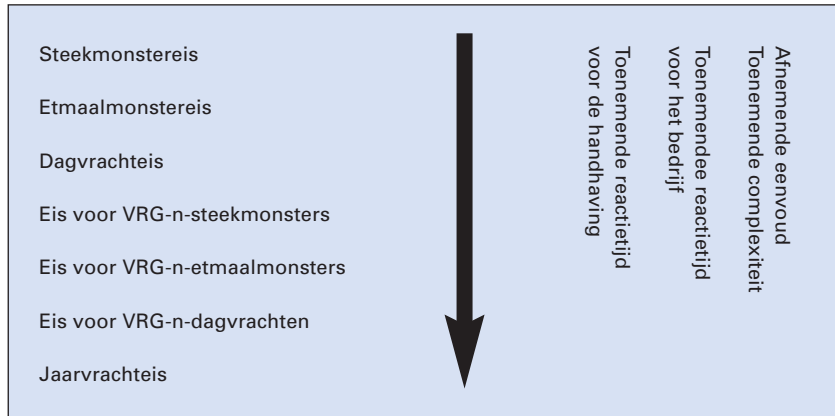 Steekmonstereis
Etmaalmonstereis
Dagvrachteis
Eis voor VRG-n-steekmonsters
Eis voor VRG-n-etmaalmonsters
Eis voor VRG-n-dagvrachten
Jaarvrachteis
Toenemende reactietijd
voor de handhaving
Toenemendee reactietijd
voor het bedrijf
Afnemende eenvoud
Toenemende complexiteit